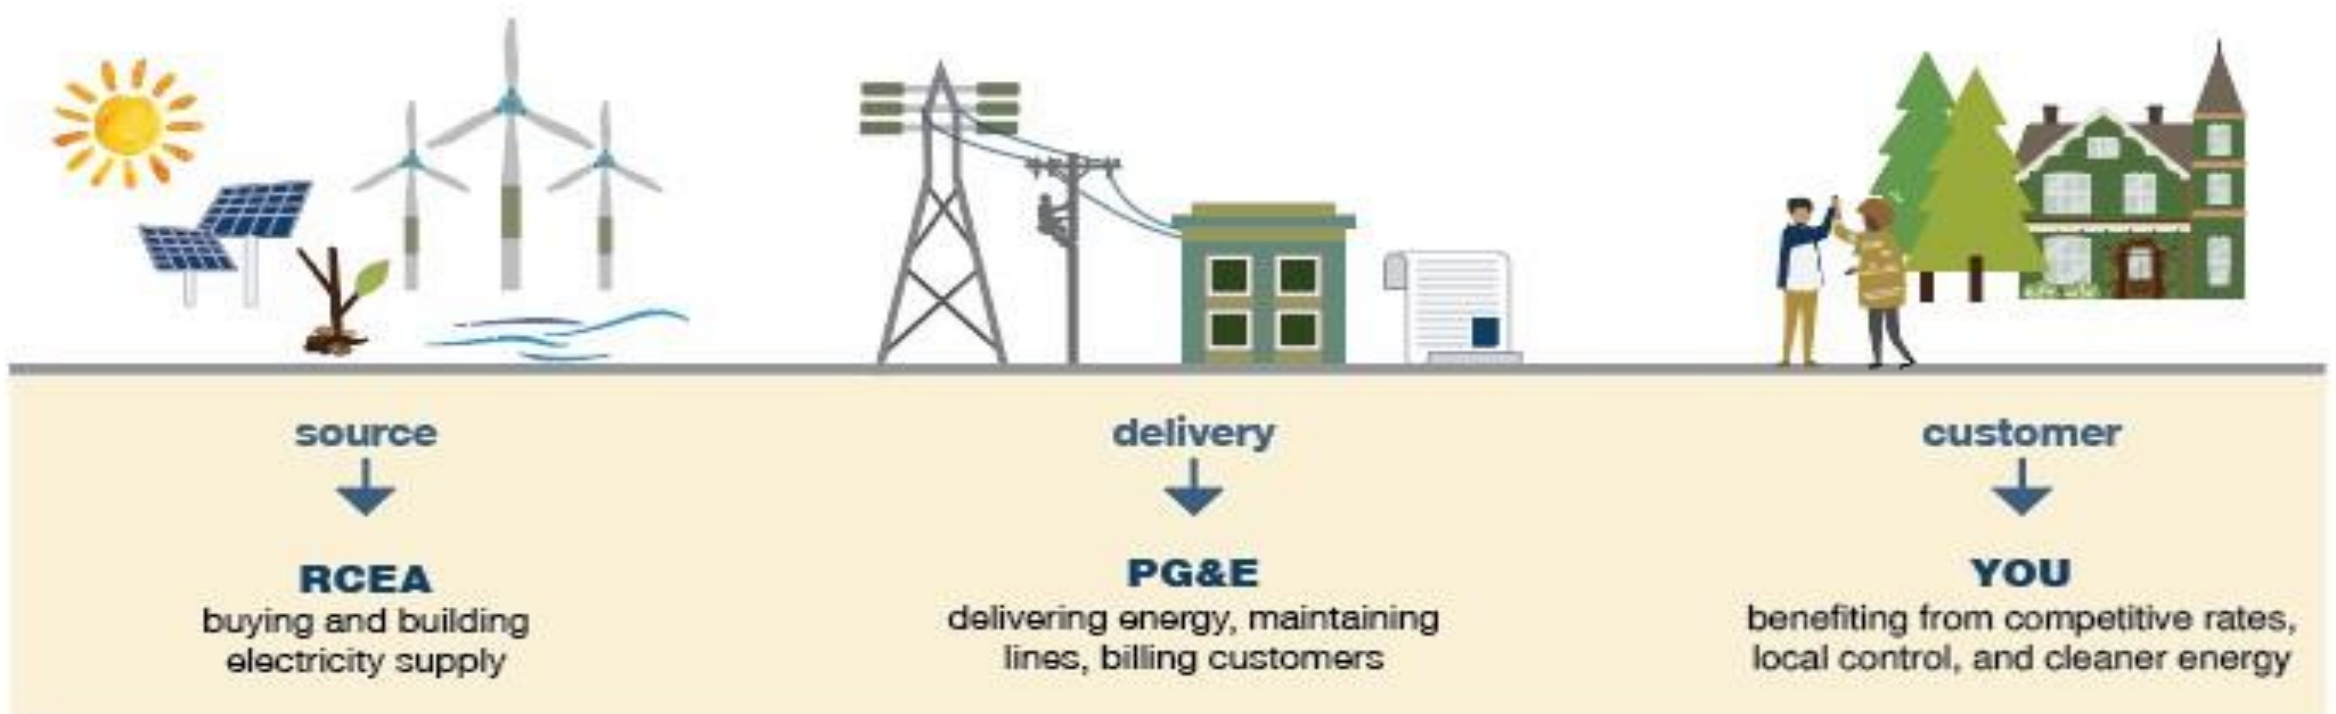 source
RCEA
buying and building
electricity supply
delivery
PG&E
delivering energy, maintaining
lines, billing customers
customer
YOU
benefiting from competitive rates,
local control, and cleaner energy